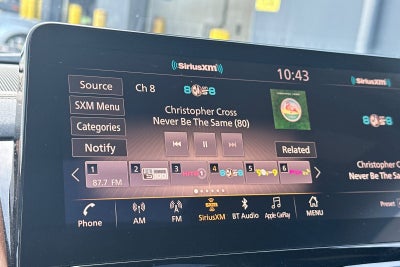 SiriusXM
10:43
SiriusXM
Source
Ch 8
SXM Menu
Christopher Cross
Never Be The Same (80)
Categories
Notify
Related
Christopher Cross
Never Be The Same (
1
2
3
4
5
6
87.7 FM
Preset
Phone
AM
FM
SiriusXM
BT Audio
Apple CarPlay
MENU